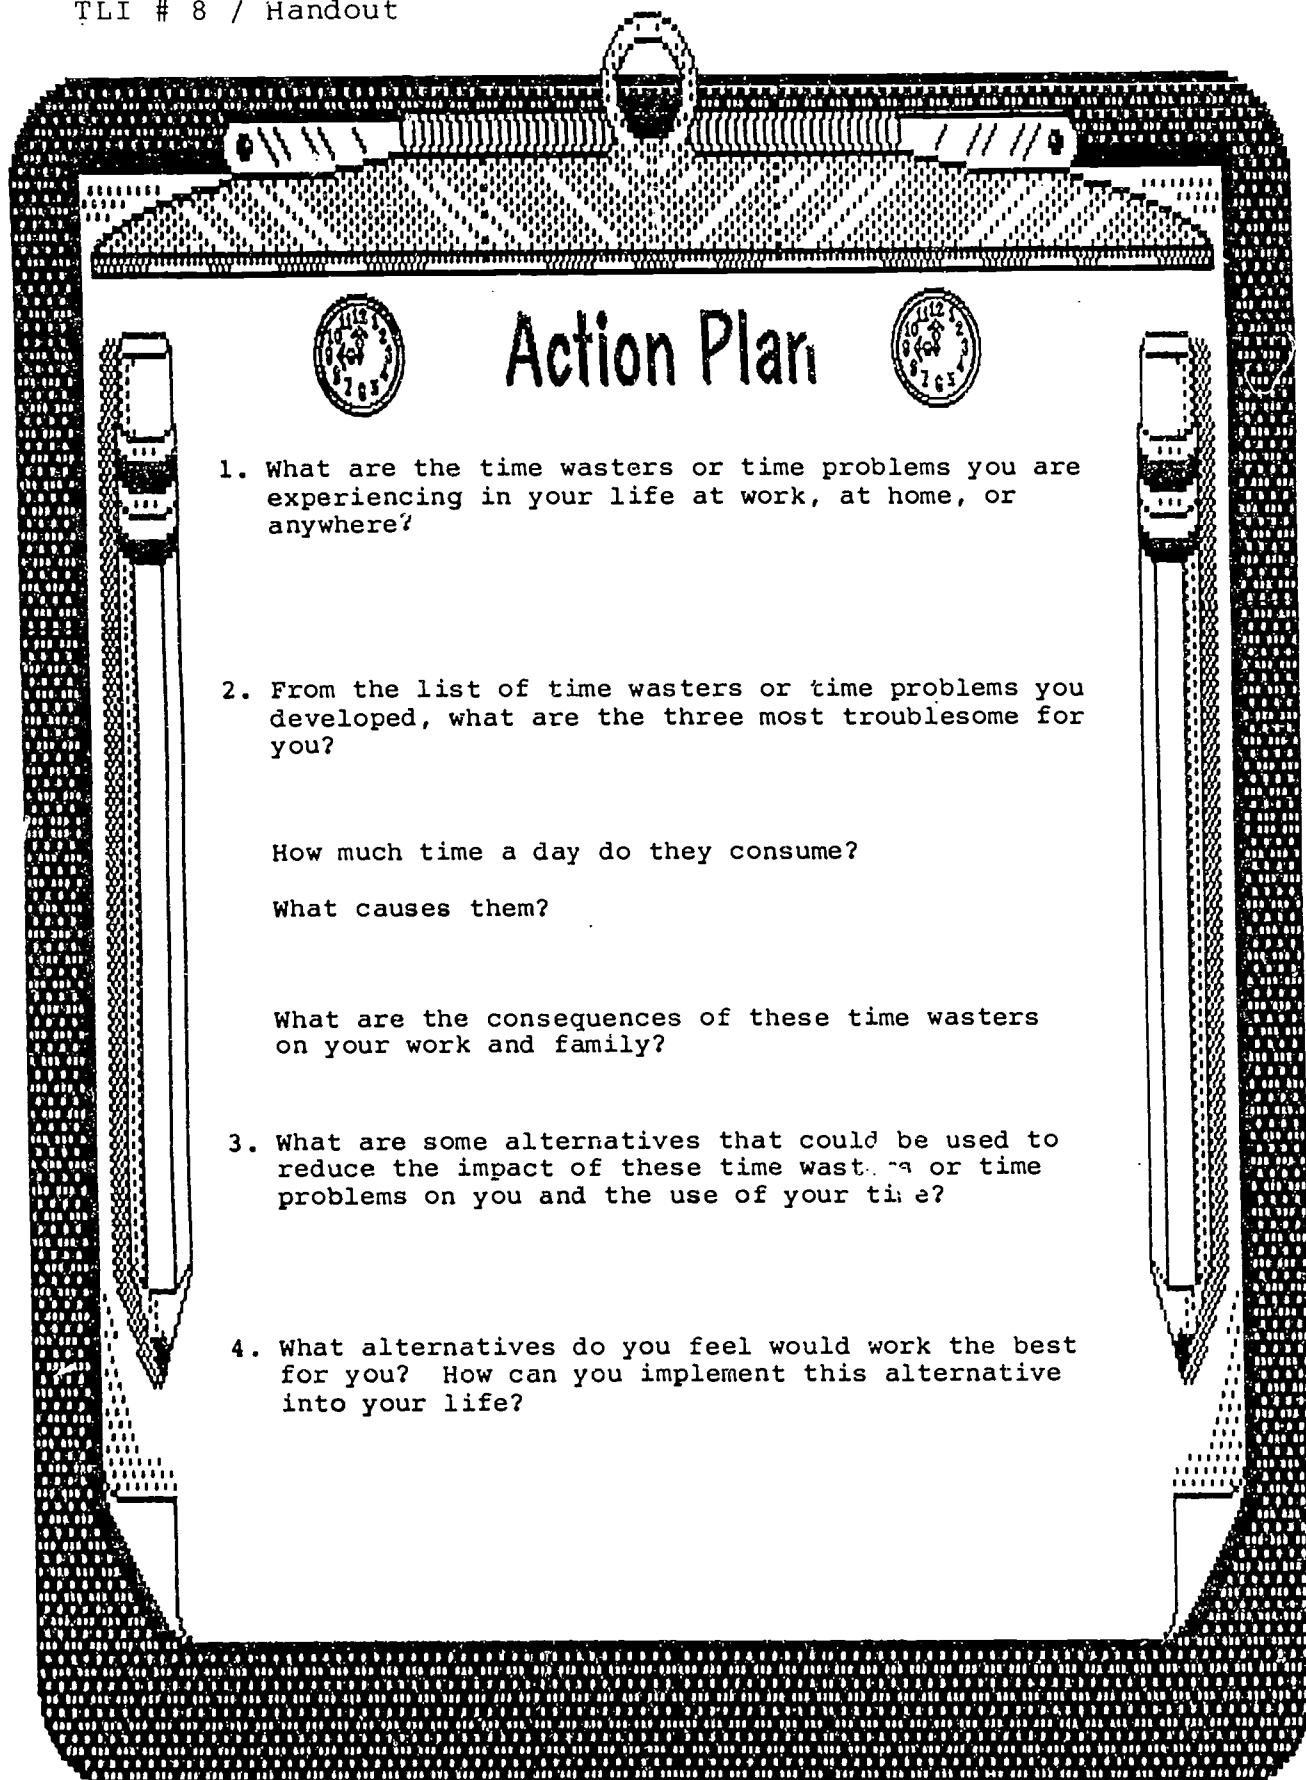 TLI # 8 / Handout
Action Plan
1. What are the time wasters or time problems you are
experiencing in your life at work, at home, or
anywhere?
2. From the list of time wasters or time problems you
developed, what are the three most troublesome for
you?
How much time a day do they consume?
What causes them?
What are the consequences of these time wasters
on your work and family?
3. What are some alternatives that could be used to
reduce the impact of these time wasters or time
problems on you and the use of your time?
4. What alternatives do you feel would work the best
for you?  How can you implement this alternative
into your life?